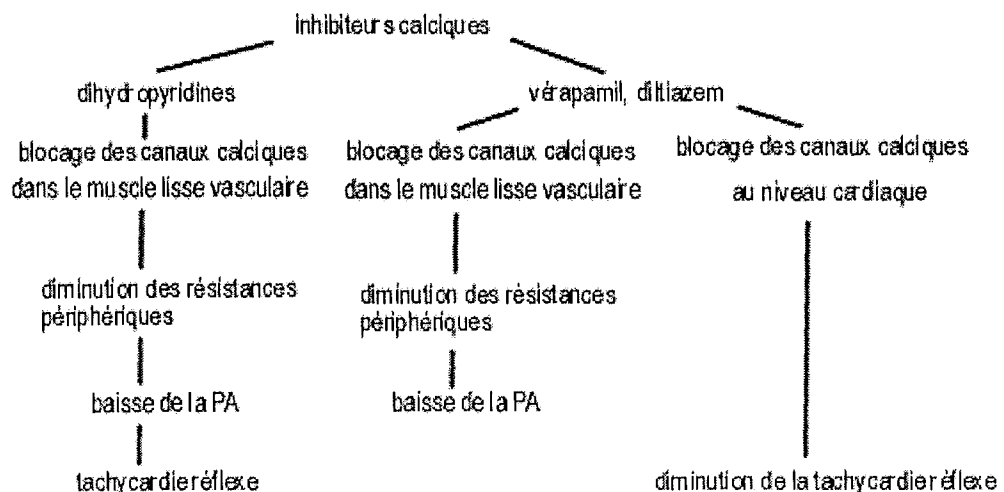 inhibiteurs calciques
dihydropyridines
vérapamil, diltiazem
blocage des canaux calciques
dans le muscle lisse vasculaire
blocage des canaux calciques
dans le muscle lisse vasculaire
blocage des canaux calciques
au niveau cardiaque
diminution des résistances
périphériques
diminution des résistances
périphériques
baisse de la PA
baisse de la PA
tachycardie réflexe
diminution de la tachycardie réflexe